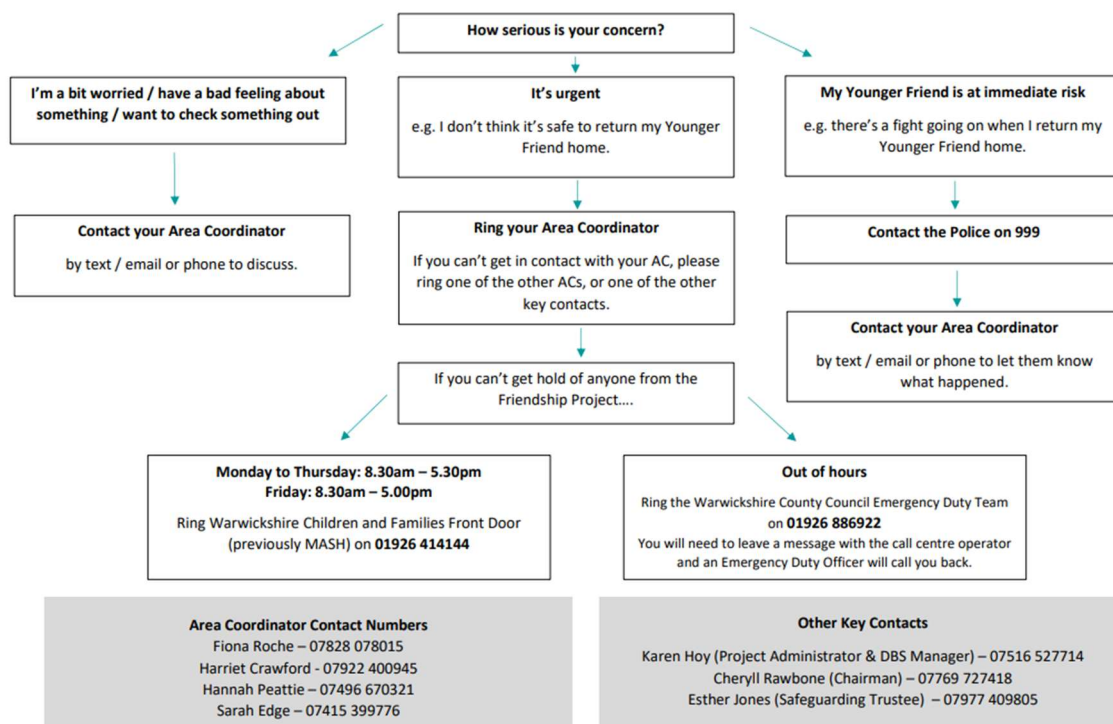 How serious is your concern?
I'm a bit worried / have a bad feeling about
something / want to check something out
It's urgent
e.g. I don't think it's safe to return my Younger
Friend home.
My Younger Friend is at immediate risk
e.g. there's a fight going on when I return my
Younger Friend home.
Contact your Area Coordinator
by text / email or phone to discuss.
Ring your Area Coordinator
If you can't get in contact with your AC, please
ring one of the other ACs, or one of the other
key contacts.
Contact the Police on 999
Contact your Area Coordinator
by text / email or phone to let them know
what happened.
If you can't get hold of anyone from the
Friendship Project….
Monday to Thursday: 8.30am – 5.30pm
Friday: 8.30am – 5.00pm
Ring Warwickshire Children and Families Front Door
(previously MASH) on 01926 414144
Out of hours
Ring the Warwickshire County Council Emergency Duty Team
on 01926 886922
You will need to leave a message with the call centre operator
and an Emergency Duty Officer will call you back.
Area Coordinator Contact Numbers
Fiona Roche – 07828 078015
Harriet Crawford - 07922 400945
Hannah Peattie – 07496 670321
Sarah Edge – 07415 399776
Other Key Contacts
Karen Hoy (Project Administrator & DBS Manager) – 07516 527714
Cheryll Rawbone (Chairman) – 07769 727418
Esther Jones (Safeguarding Trustee) – 07977 409805